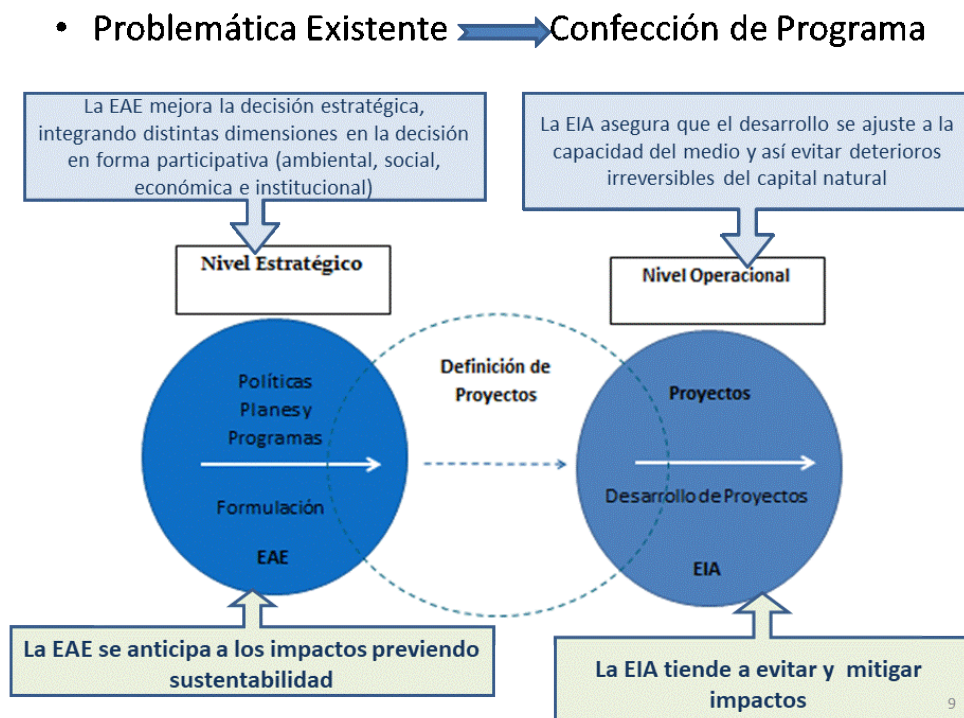 • Problemática Existente Confección de Programa
La EAE mejora la decisión estratégica,
integrando distintas dimensiones en la decisión
en forma participativa (ambiental, social,
económica e institucional)
La EIA asegura que el desarrollo se ajuste a la
capacidad del medio y así evitar deterioros
irreversibles del capital natural
Nivel Estratégico
Nivel Operacional
Políticas
Planes y
Programas
Formulación
EAE
Definición de
Proyectos
Proyectos
Desarrollo de Proyectos
EIA
La EAE se anticipa a los impactos previendo
sustentabilidad
La EIA tiende a evitar y mitigar
impactos
9